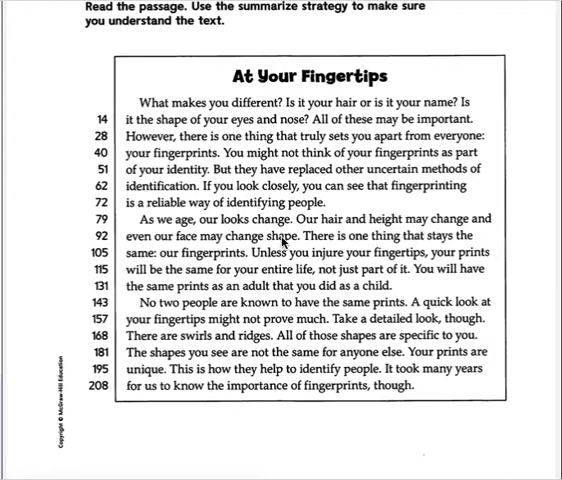 Read the passage. Use the summarize strategy to make sure
you understand the text.
At Your Fingertips
What makes you different? Is it your hair or is it your name? Is
14 it the shape of your eyes and nose? All of these may be important.
28 However, there is one thing that truly sets you apart from everyone:
40 your fingerprints. You might not think of your fingerprints as part
51 of your identity. But they have replaced other uncertain methods of
62 identification. If you look closely, you can see that fingerprinting
72 is a reliable way of identifying people.
79 As we age, our looks change. Our hair and height may change and
92 even our face may change shape. There is one thing that stays the
105 same: our fingerprints. Unless you injure your fingertips, your prints
115 will be the same for your entire life, not just part of it. You will have
131 the same prints as an adult that you did as a child.
143 No two people are known to have the same prints. A quick look at
157 your fingertips might not prove much. Take a detailed look, though.
168 There are swirls and ridges. All of those shapes are specific to you.
181 The shapes you see are not the same for anyone else. Your prints are
195 unique. This is how they help to identify people. It took many years
208 for us to know the importance of fingerprints, though.
Copyright © McGraw-Hill Education